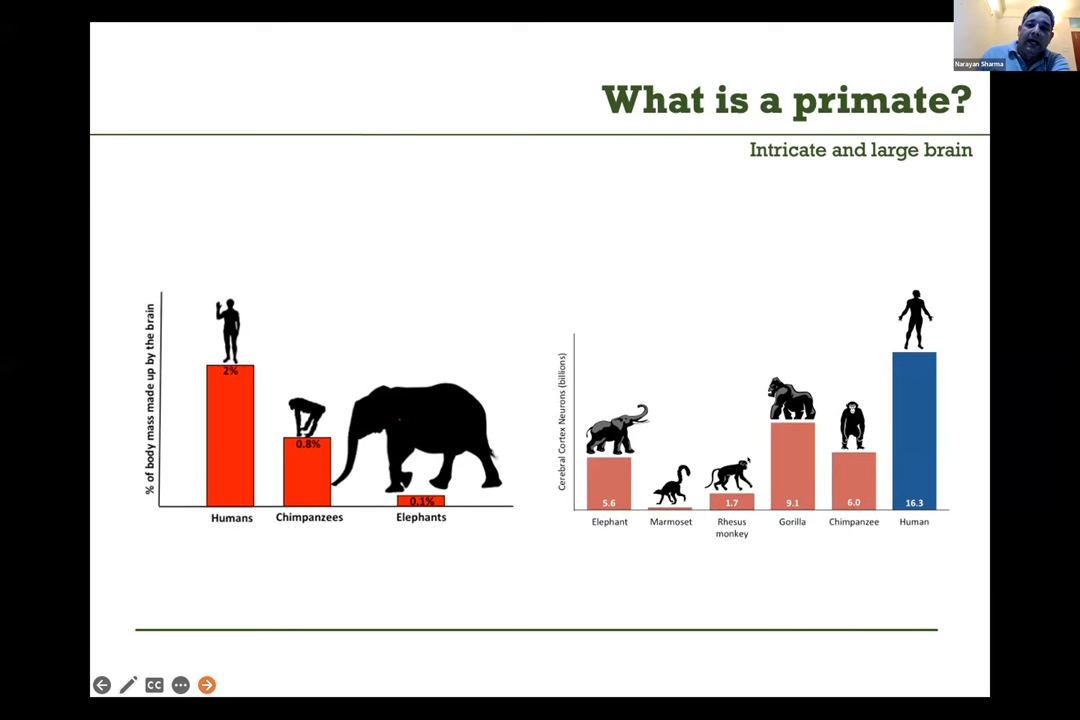 Narayan Sharma
What is a primate?
Intricate and large brain
% of body mass made up by the brain
2%
0.8%
0.1%
Humans
Chimpanzees
Elephants
Cerebral Cortex Neurons (billions)
5.6
1.7
9.1
6.0
16.3
Elephant
Marmoset
Rhesus
monkey
Gorilla
Chimpanzee
Human
CC